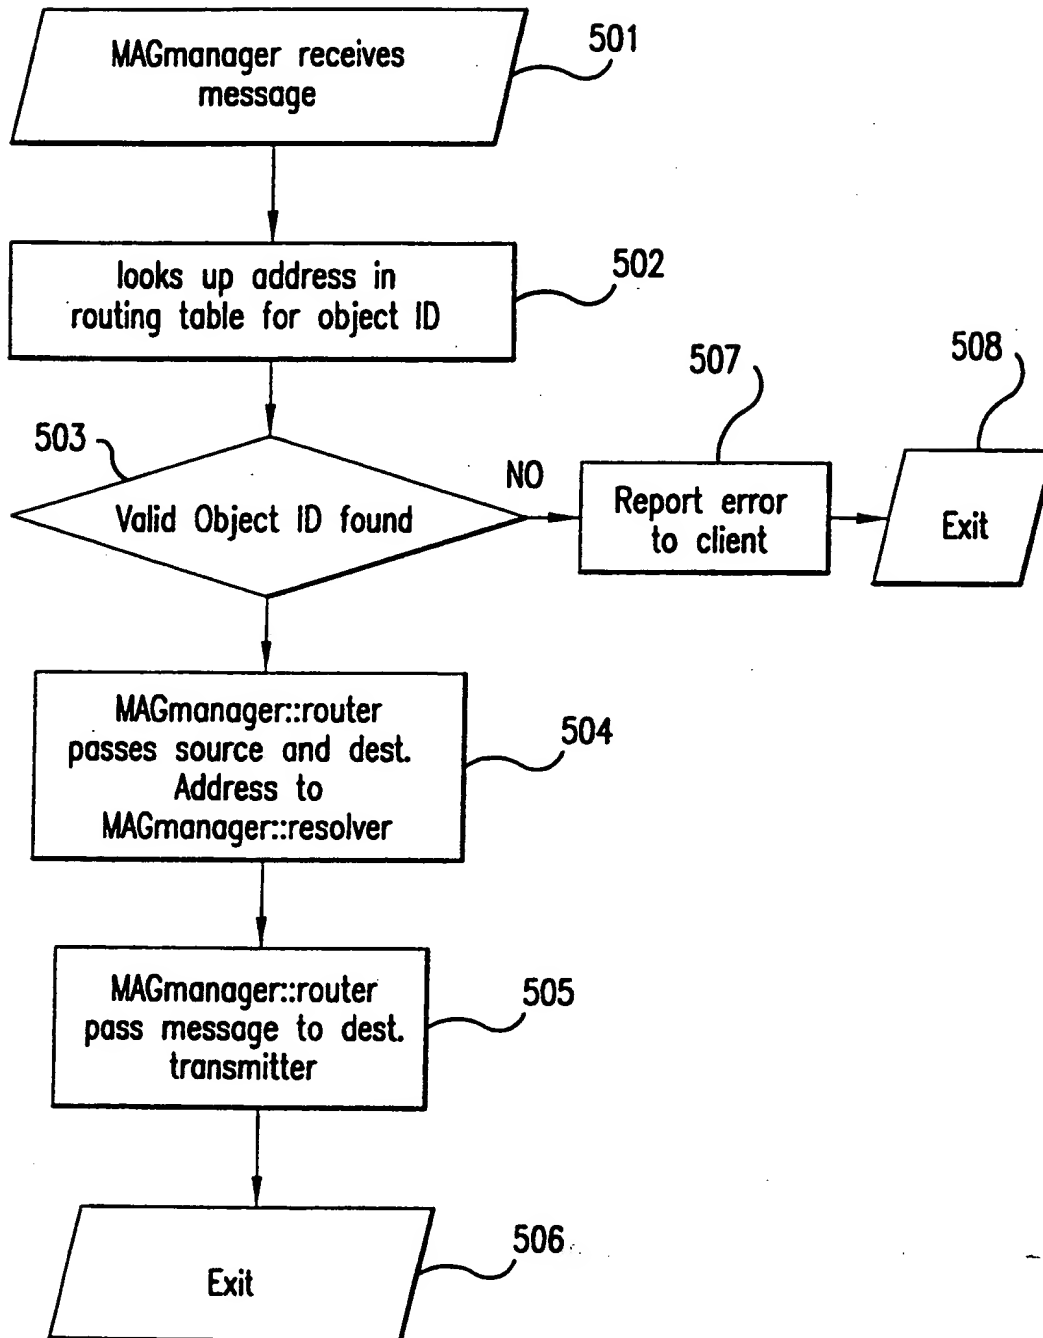 MAGmanager receives
message
501
looks up address in
routing table for object ID
502
503
Valid Object ID found
NO
507
Report error
to client
508
Exit
MAGmanager::router
passes source and dest.
Address to
MAGmanager::resolver
504
MAGmanager::router
pass message to dest.
transmitter
505
Exit
506